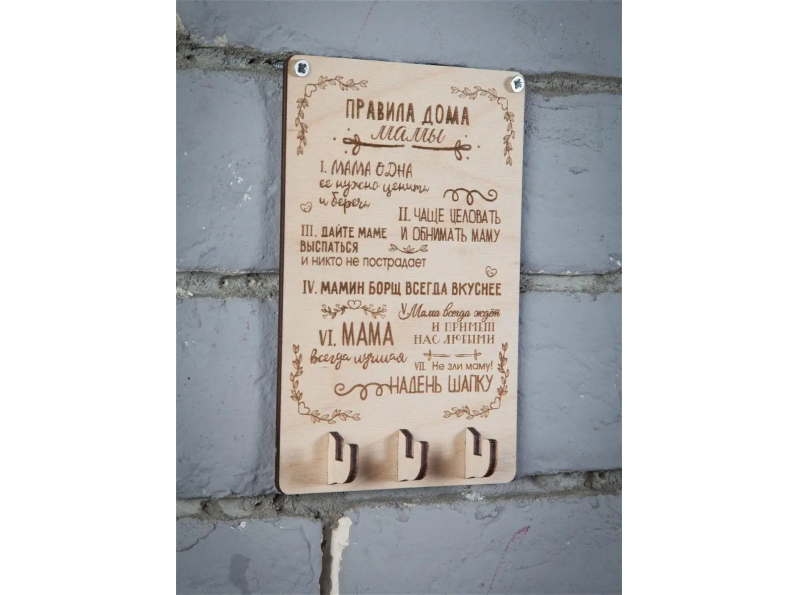 ПРАВИЛА ДОМА
мамы
I. МАМА ОДНА
ее нужно ценить
и беречь
II. ЧАЩЕ ЦЕЛОВАТЬ
И ОБНИМАТЬ МАМУ
III. ДАЙТЕ МАМЕ
ВЫСПАТЬСЯ
и никто не пострадает
IV. МАМИН БОРЩ ВСЕГДА ВКУСНЕЕ
V Мама всегда ждёт
И ПРИМЕТ
НАС ЛЮБЫМИ
VI. МАМА
всегда лучшая
VII. Не зли маму!
НАДЕНЬ ШАПКУ